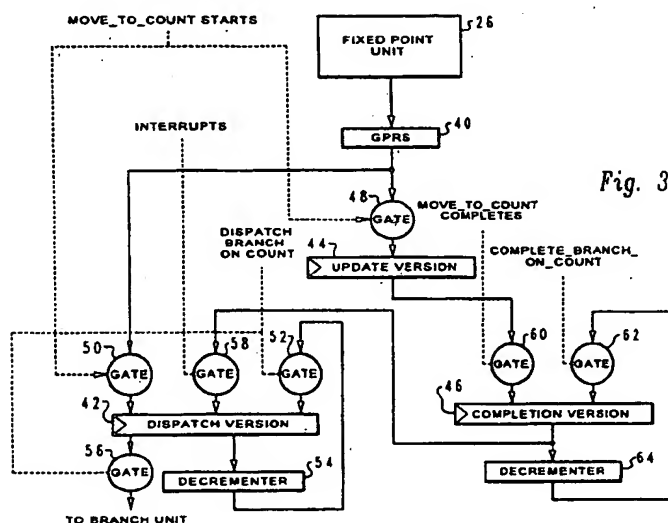 MOVE_TO_COUNT STARTS
FIXED POINT
UNIT
26
INTERRUPTS
GPRS
40
Fig. 3
48
GATE
MOVE_TO_COUNT
COMPLETES
DISPATCH
BRANCH
ON COUNT
44
UPDATE VERSION
COMPLETE_BRANCH_
ON_COUNT
50
GATE
58
GATE
52
GATE
60
GATE
62
GATE
42
DISPATCH VERSION
46
COMPLETION VERSION
56
GATE
DECREMENTER
54
DECREMENTER
64
TO BRANCH UNIT